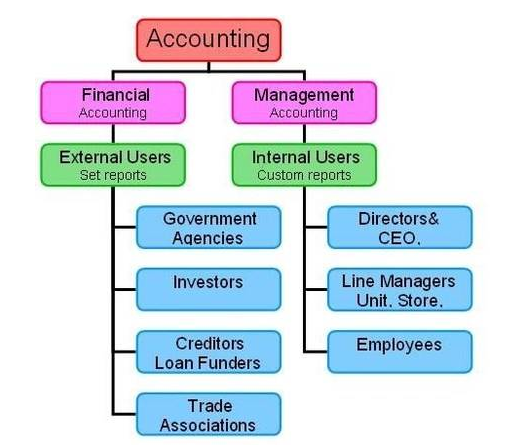 Accounting
Financial
Accounting
Management
Accounting
External Users
Set reports
Internal Users
Custom reports
Government
Agencies
Directors&
CEO.
Investors
Line Managers
Unit. Store.
Creditors
Loan Funders
Employees
Trade
Associations